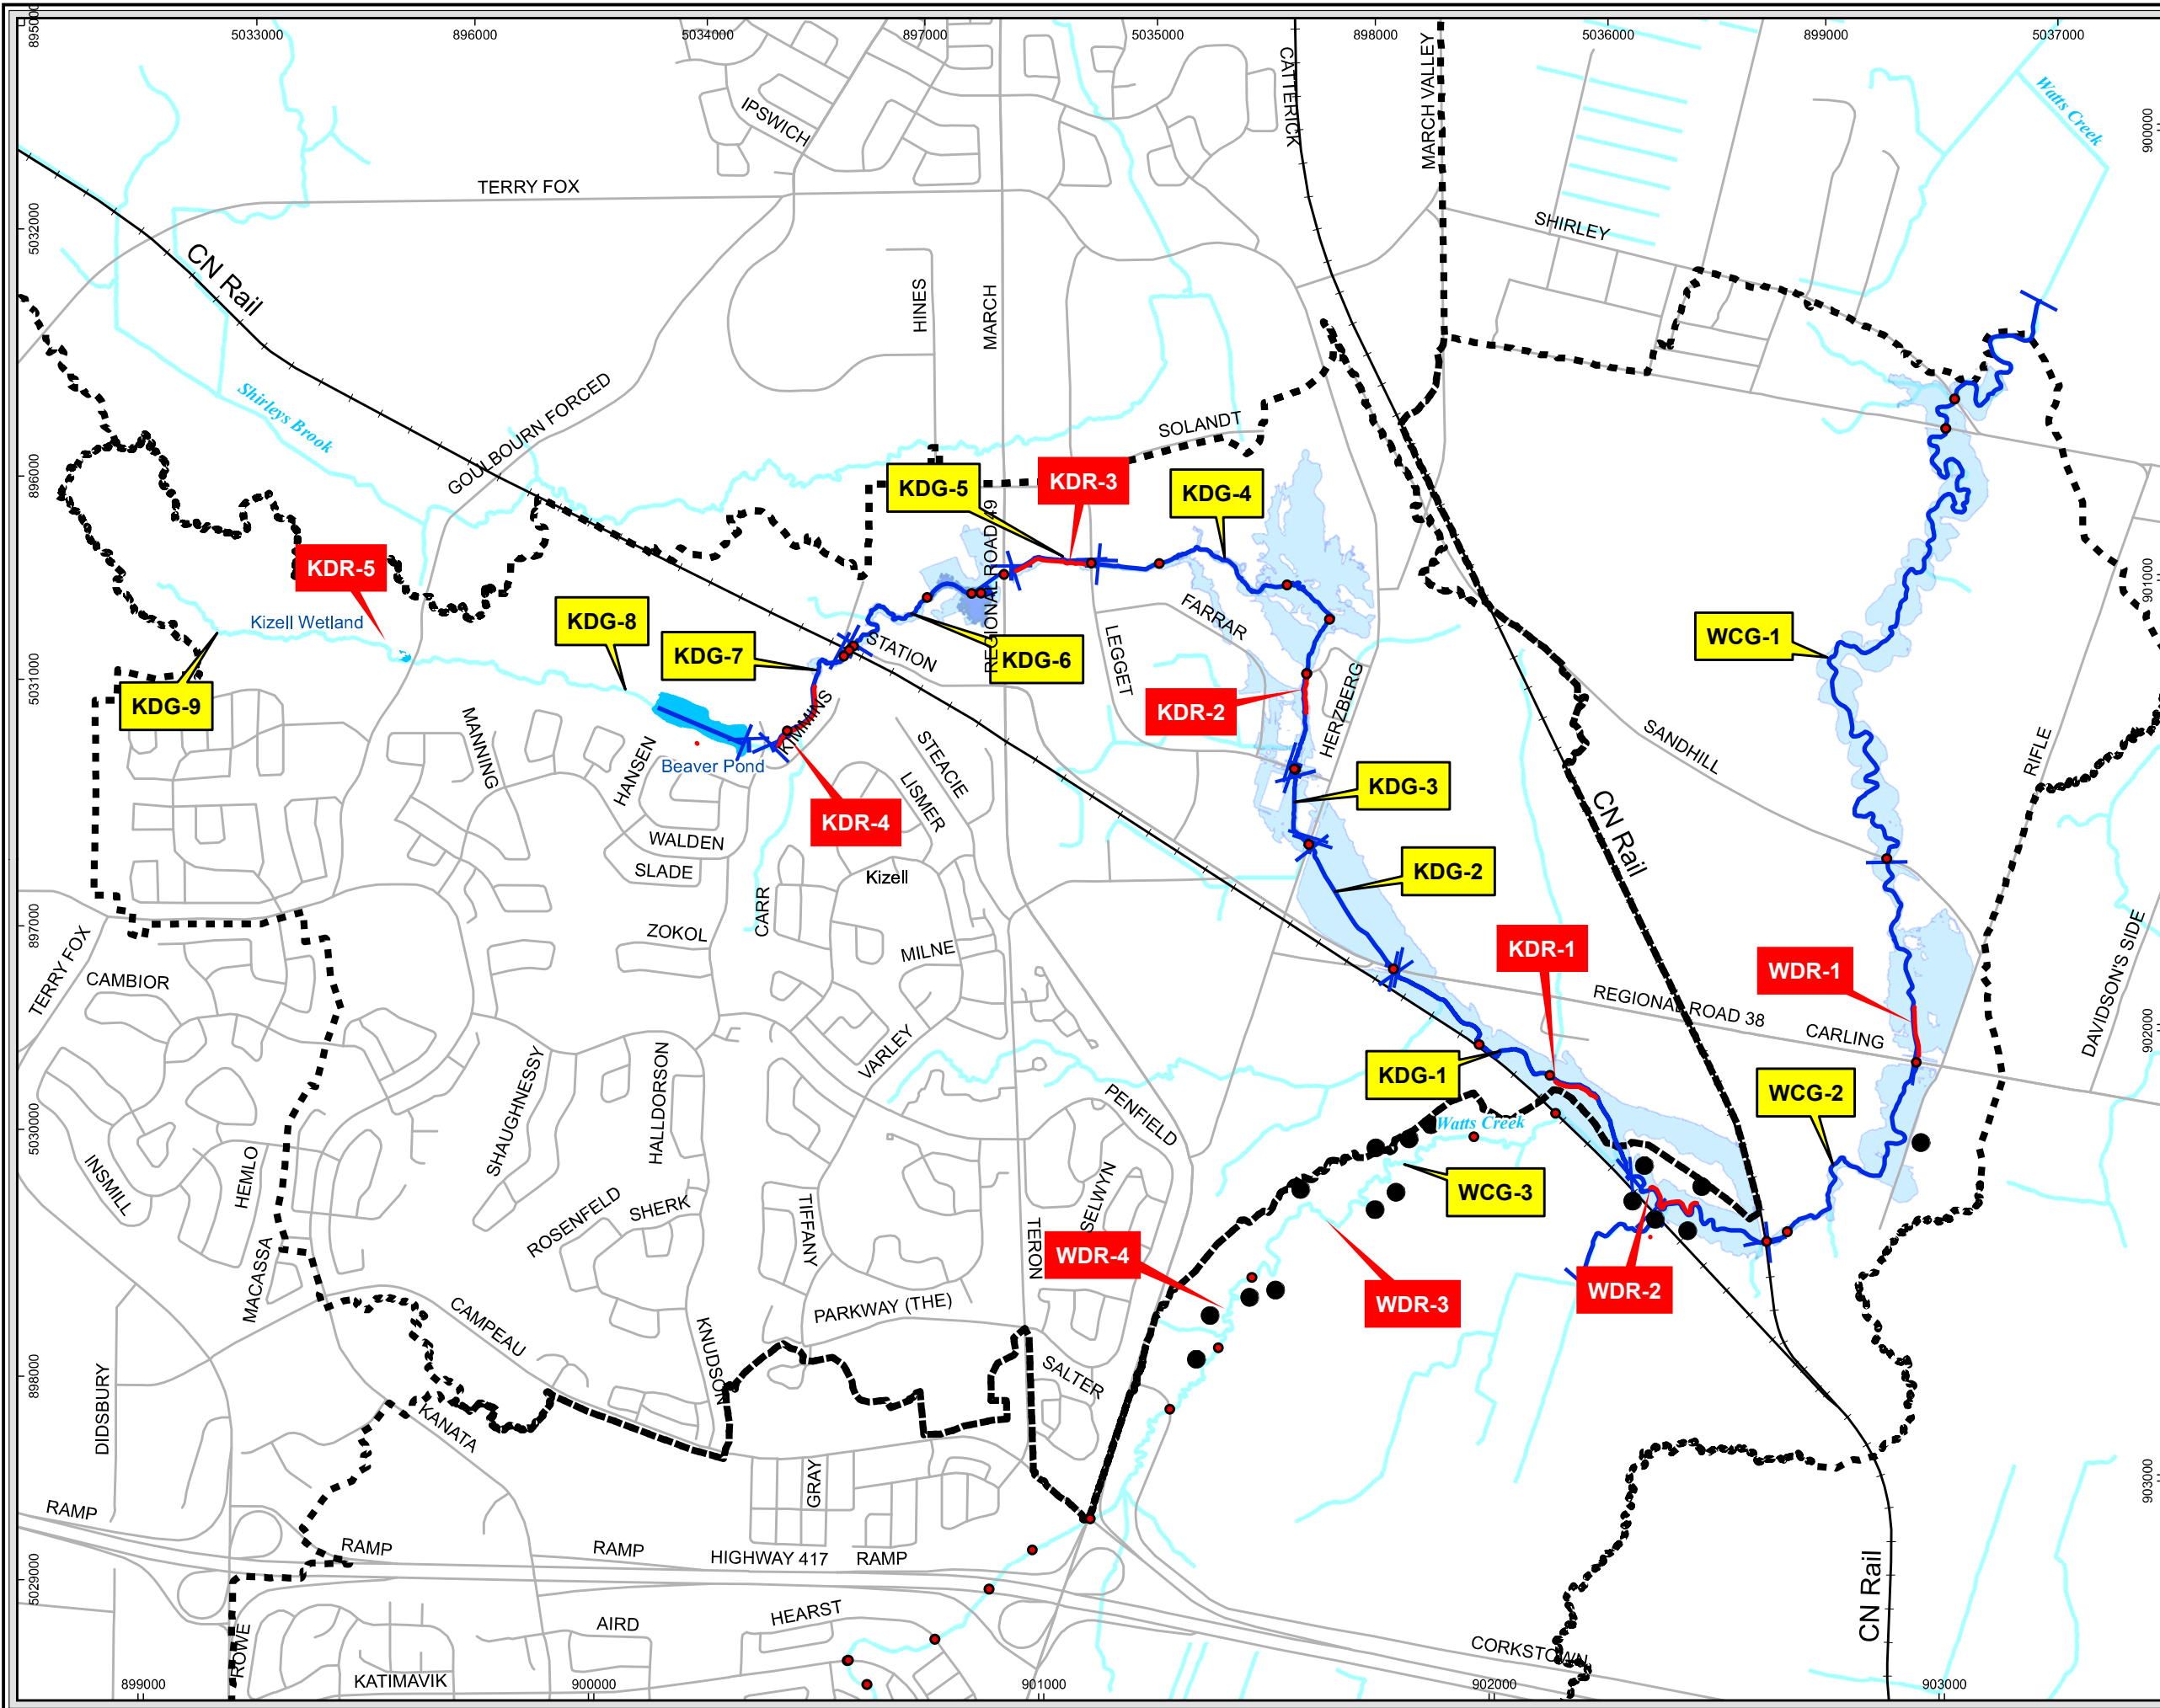 895000
5033000
896000
5034000
897000
5035000
898000
5036000
899000
5037000
CATTERICK
MARCH VALLEY
Watts Creek
IPSWICH
900000
TERRY FOX
5032000
SHIRLEY
CN Rail
HINES
MARCH
GOULBOURN FORCED
Shirleys Brook
SOLANDT
896000
KDG-5
KDR-3
KDG-4
REGIONAL ROAD 49
KDR-5
901000
Kizell Wetland
KDG-8
FARRAR
WCG-1
KDG-7
STATION
KDG-6
LEGGET
5031000
KDG-9
KDR-2
HERZBERG
KIMMINS
MANNING
HANSEN
Beaver Pond
STEACIE
SANDHILL
RIFLE
LISMER
KDG-3
KDR-4
CN Rail
WALDEN
SLADE
Kizell
KDG-2
897000
CARR
ZOKOL
MILNE
KDR-1
DAVIDSON'S SIDE
TERRY FOX
CAMBIOR
WDR-1
REGIONAL ROAD 38
CARLING
902000
VARLEY
KDG-1
WCG-2
SHAUGHNESSY
HALLDORSON
PENFIELD
5030000
Watts Creek
INSMILL
HEMLO
WCG-3
SELWYN
ROSENFELD
SHERK
TIFFANY
TERON
WDR-4
MACASSA
WDR-3
WDR-2
CAMPEAU
PARKWAY (THE)
KNUDSON
SALTER
898000
DIDSBURY
KANATA
GRAY
903000
RAMP
RAMP
RAMP
HIGHWAY 417
RAMP
5029000
CN Rail
HEARST
AIRD
ROWE
CORKSTOWN
KATIMAVIK
899000
900000
901000
902000
903000